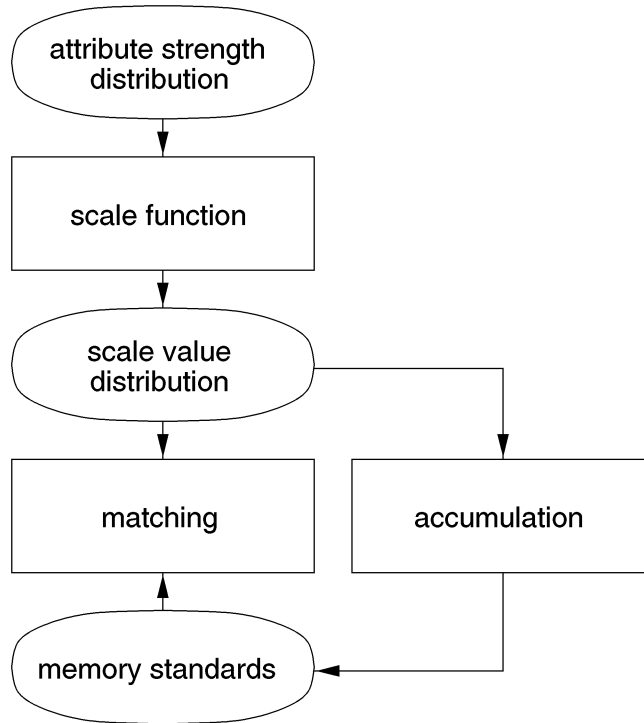 attribute strength
distribution
scale function
scale value
distribution
matching
accumulation
memory standards